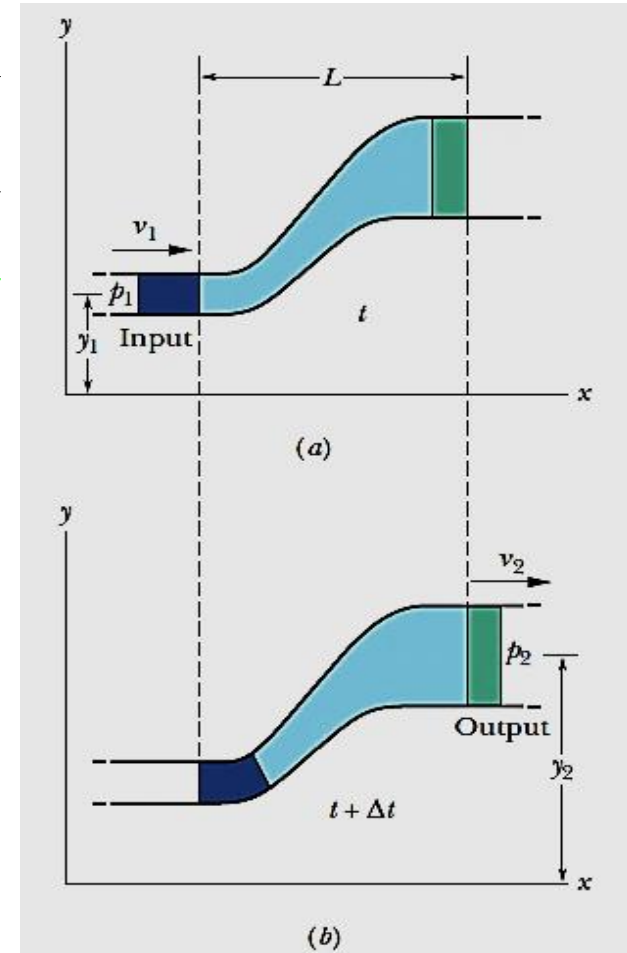 y
L
v₁
p₁
t
y₁
Input
x
(a)
y
v₂
p₂
Output
y₂
t + Δt
x
(b)